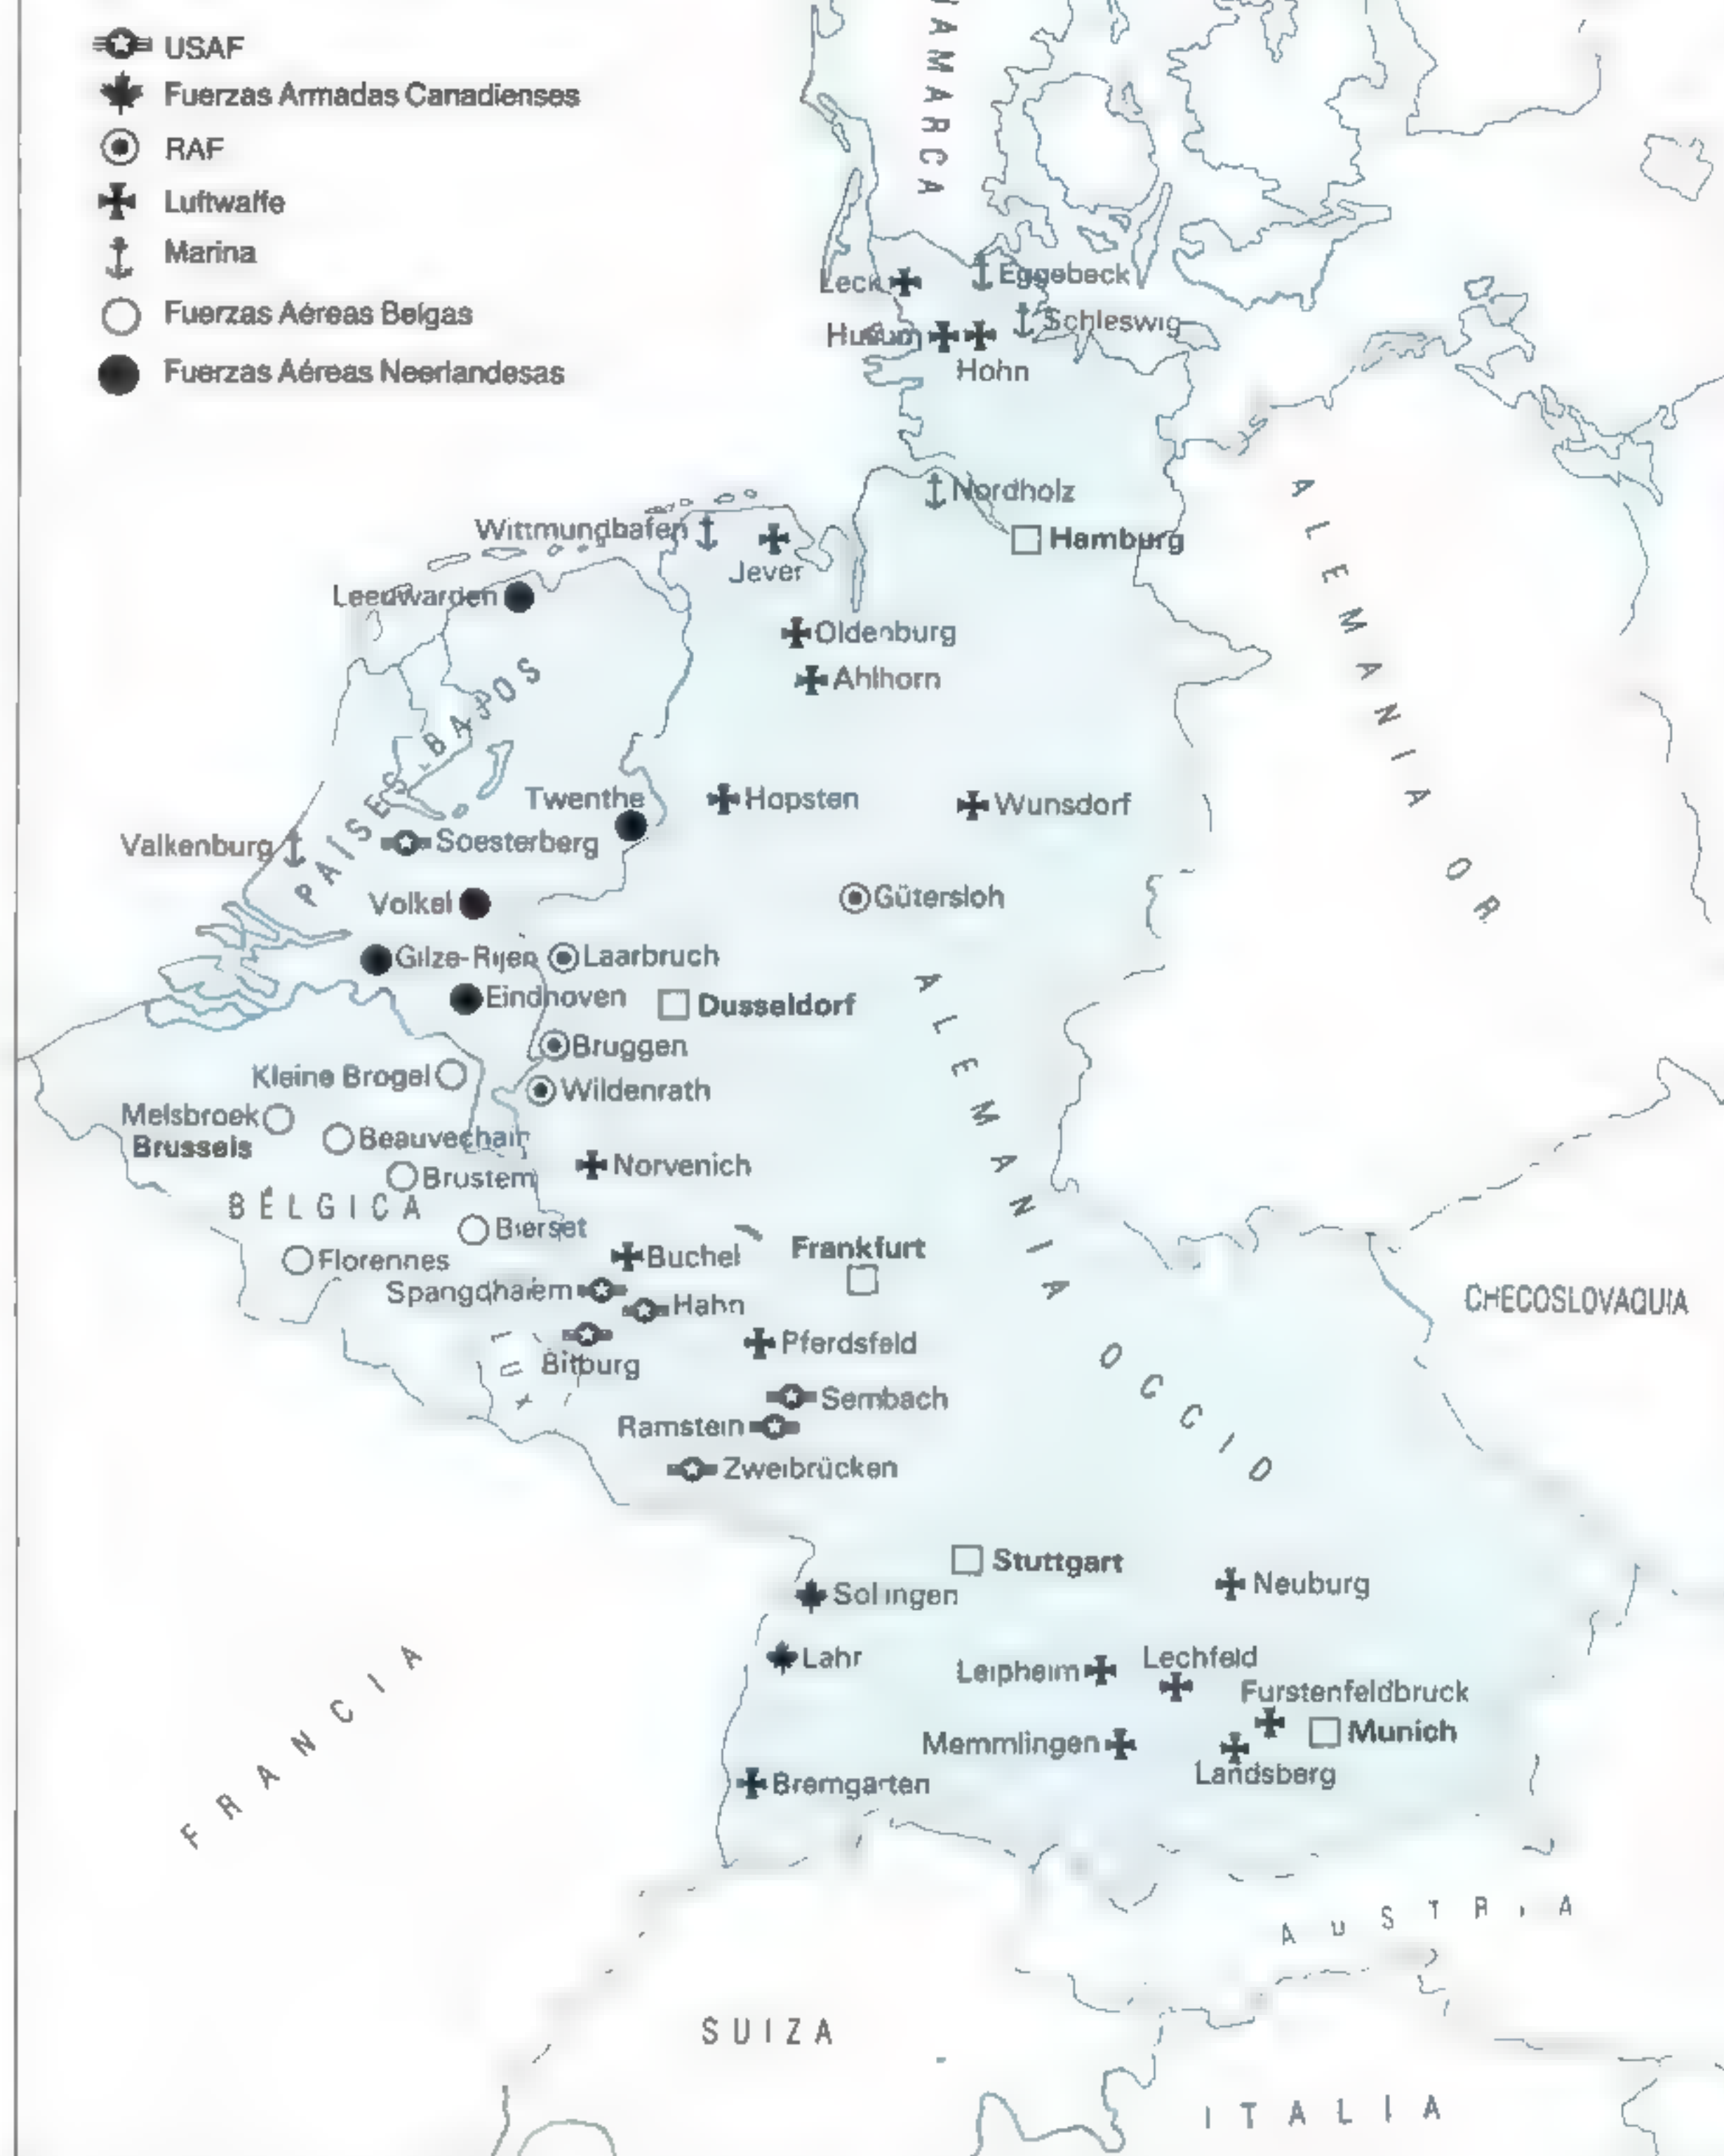 USAF
Fuerzas Armadas Canadienses
RAF
Luftwaffe
Marina
Fuerzas Aéreas Belgas
Fuerzas Aéreas Neerlandesas
AMARCA
Leck
Eggebeck
Schleswig
Husum
Hohn
Nordholz
Wittmundhafen
Hamburg
Jever
Leeuwarden
Oldenburg
Ahlhorn
PAÍSES-BAJOS
ALEMANIA OR
Twenthe
Hopsten
Wunsdorf
Valkenburg
Soesterberg
Volkel
Gütersloh
Gilze-Rijen
Laarbruch
Eindhoven
Dusseldorf
Bruggen
Kleine Brogel
Wildenrath
Melsbroek
Brussels
Beauvechain
Norvenich
Brustem
BÉLGICA
Bierset
Florennes
Buchel
Frankfurt
ALEMANIA OCCID
Spangdhalem
Hahn
CHECOSLOVAQUIA
Pferdsfeld
Bitburg
LUX
Sembach
Ramstein
Zweibrücken
Stuttgart
Neuburg
Sollingen
Lahr
Leipheim
Lechfeld
Furstenfeldbruck
Munich
Memmlingen
Landsberg
Bremgarten
FRANCIA
AUSTRIA
SUIZA
ITALIA